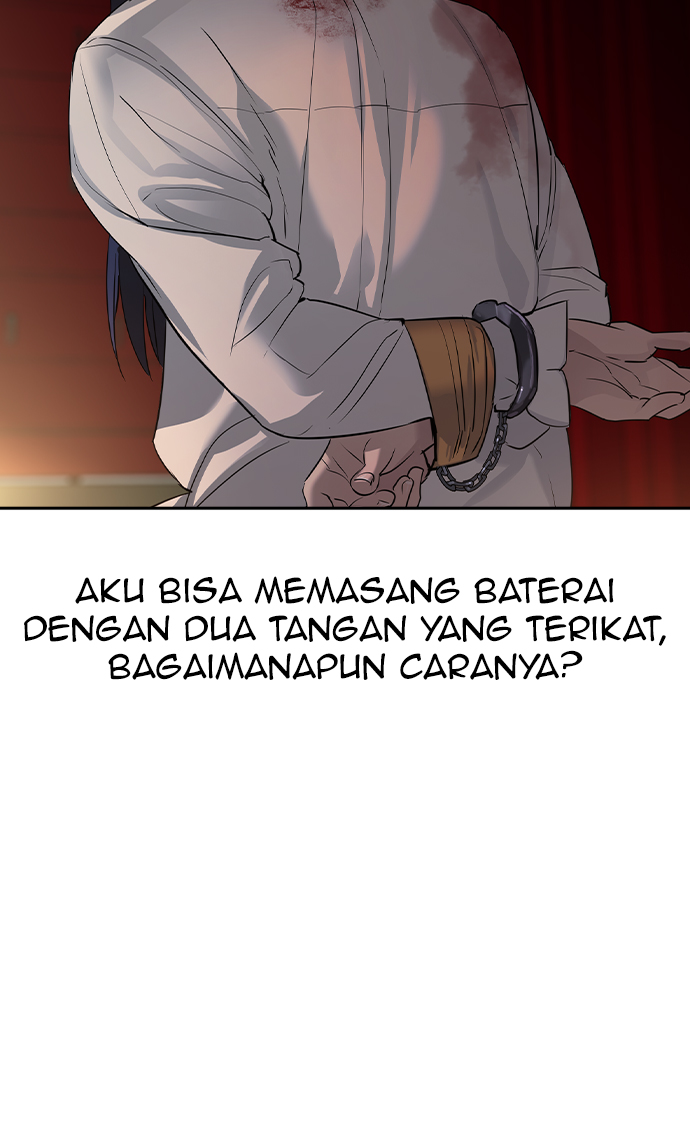 AKU BISA MEMASANG BATERAI
DENGAN DUA TANGAN YANG TERIKAT,
BAGAIMANAPUN CARANYA?